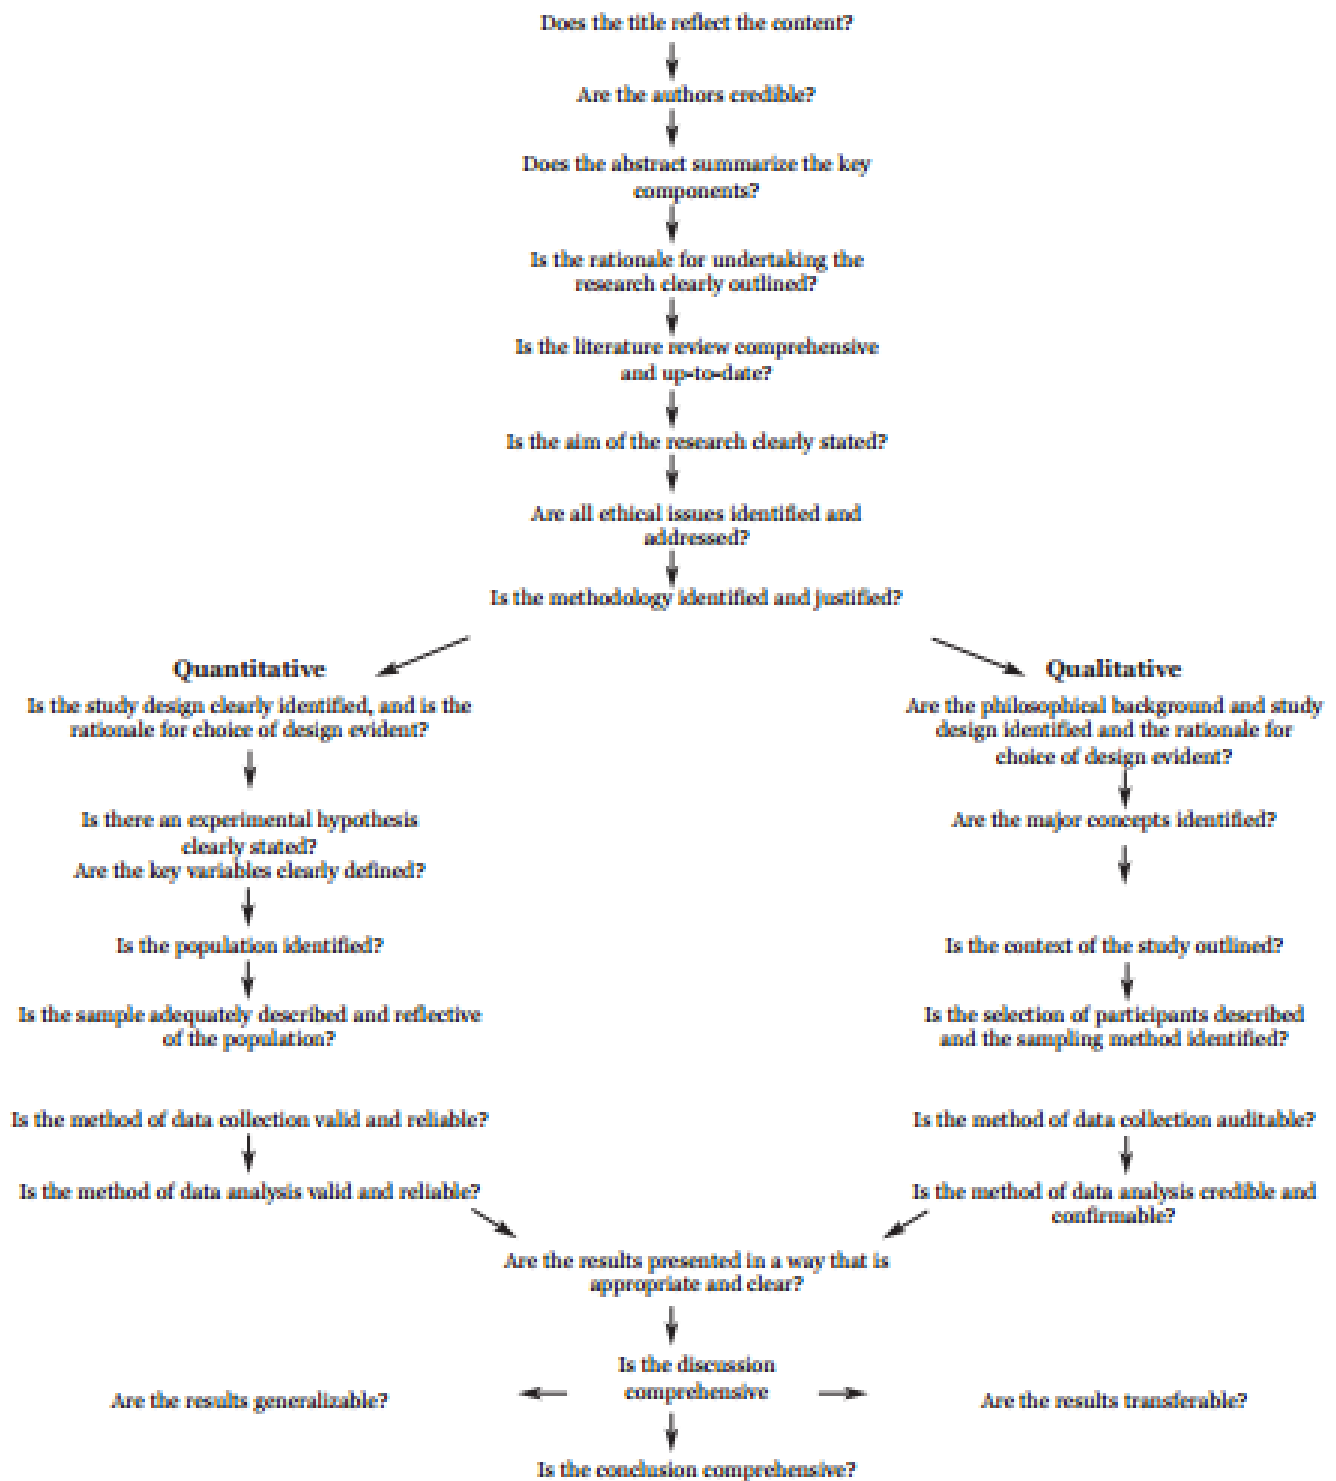 Does the title reflect the content?
Are the authors credible?
Does the abstract summarize the key
components?
Is the rationale for undertaking the
research clearly outlined?
Is the literature review comprehensive
and up-to-date?
Is the aim of the research clearly stated?
Are all ethical issues identified and
addressed?
Is the methodology identified and justified?
Quantitative
Is the study design clearly identified, and is the
rationale for choice of design evident?
Is there an experimental hypothesis
clearly stated?
Are the key variables clearly defined?
Is the population identified?
Is the sample adequately described and reflective
of the population?
Is the method of data collection valid and reliable?
Is the method of data analysis valid and reliable?
Qualitative
Are the philosophical background and study
design identified and the rationale for
choice of design evident?
Are the major concepts identified?
Is the context of the study outlined?
Is the selection of participants described
and the sampling method identified?
Is the method of data collection auditable?
Is the method of data analysis credible and
confirmable?
Are the results presented in a way that is
appropriate and clear?
Is the discussion
comprehensive
Are the results generalizable?
Are the results transferable?
Is the conclusion comprehensive?